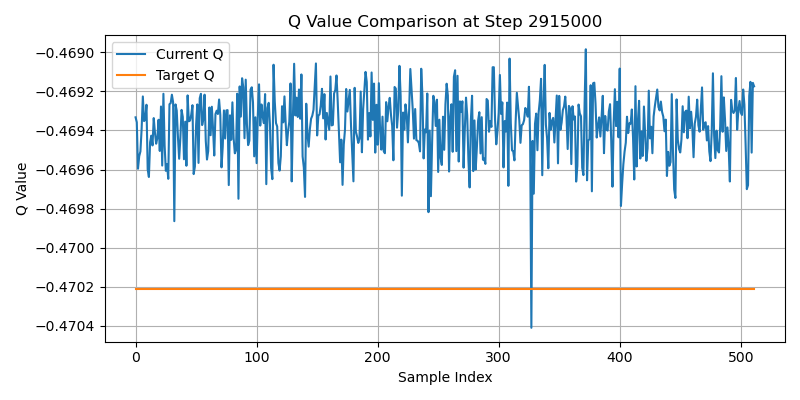 Q Value Comparison at Step 2915000
Current Q
Target Q
Q Value
−0.4690
−0.4692
−0.4694
−0.4696
−0.4698
−0.4700
−0.4702
−0.4704
0 100 200 300 400 500
Sample Index